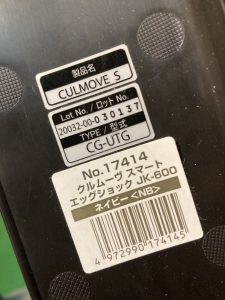 製品名
CULMOVE S
Lot No./ロット No.
20032-00-030137
TYPE/型式
CG-UTG
No.17414
クルムーヴ スマート
エッグショック JK-600
ネイビー<NB>
4 972990 174145